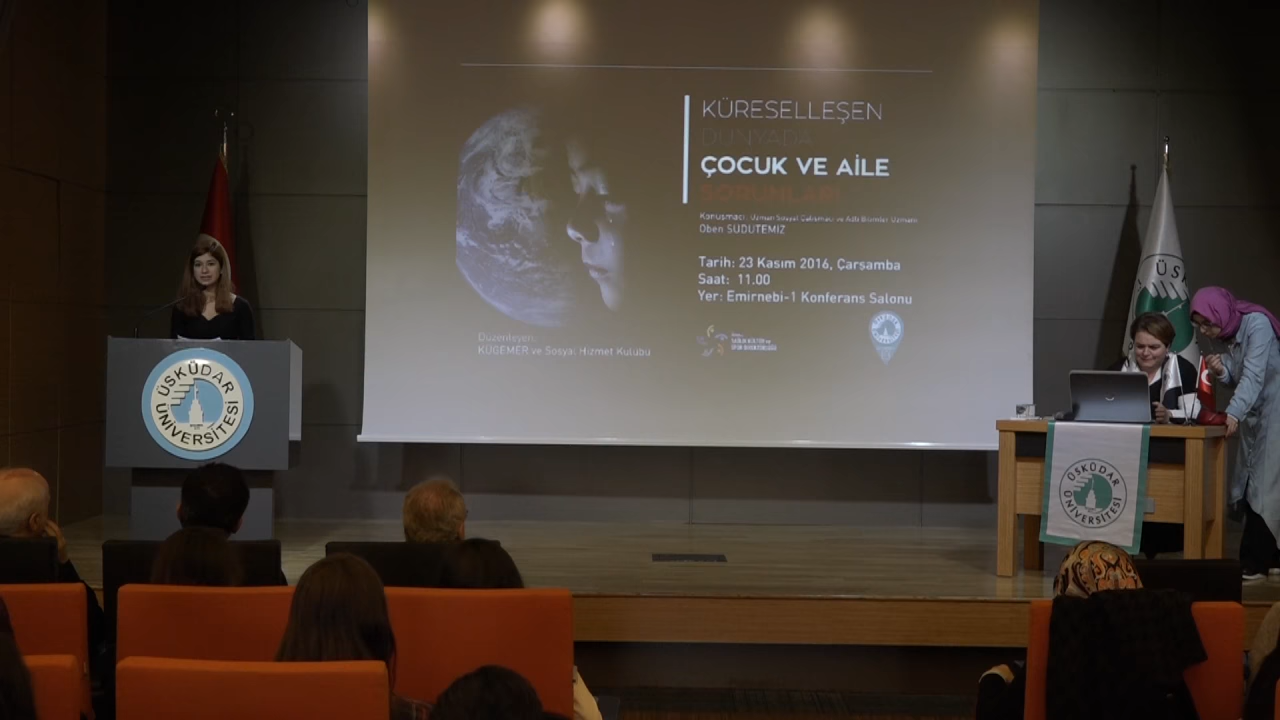 KÜRESELLEŞEN
DÜNYADA
ÇOCUK VE AİLE
SORUNLARI
Konuşmacı: Uzman Sosyal Çalışmacı ve Adli Bilimler Uzmanı
Oben SÜDÜTEMİZ
Tarih: 23 Kasım 2016, Çarşamba
Saat: 11.00
Yer: Emirnebi-1 Konferans Salonu
Düzenleyen:
KÜGEMER ve Sosyal Hizmet Kulübü
ÜSKÜDAR
ÜNİVERSİTESİ
ÜSKÜDAR
ÜNİVERSİTESİ
ÜS